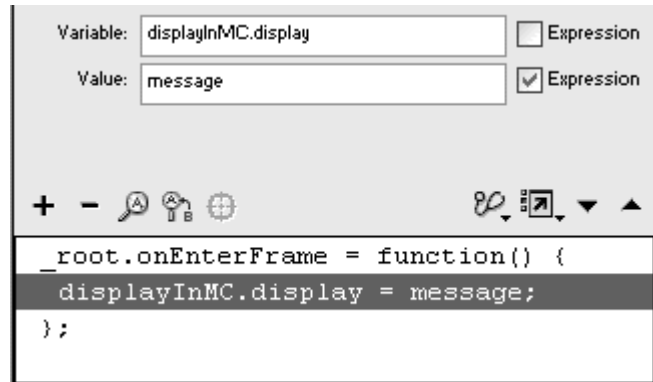 Variable: displayInMC.display Expression
Value: message Expression
_root.onEnterFrame = function() {
displayInMC.display = message;
};